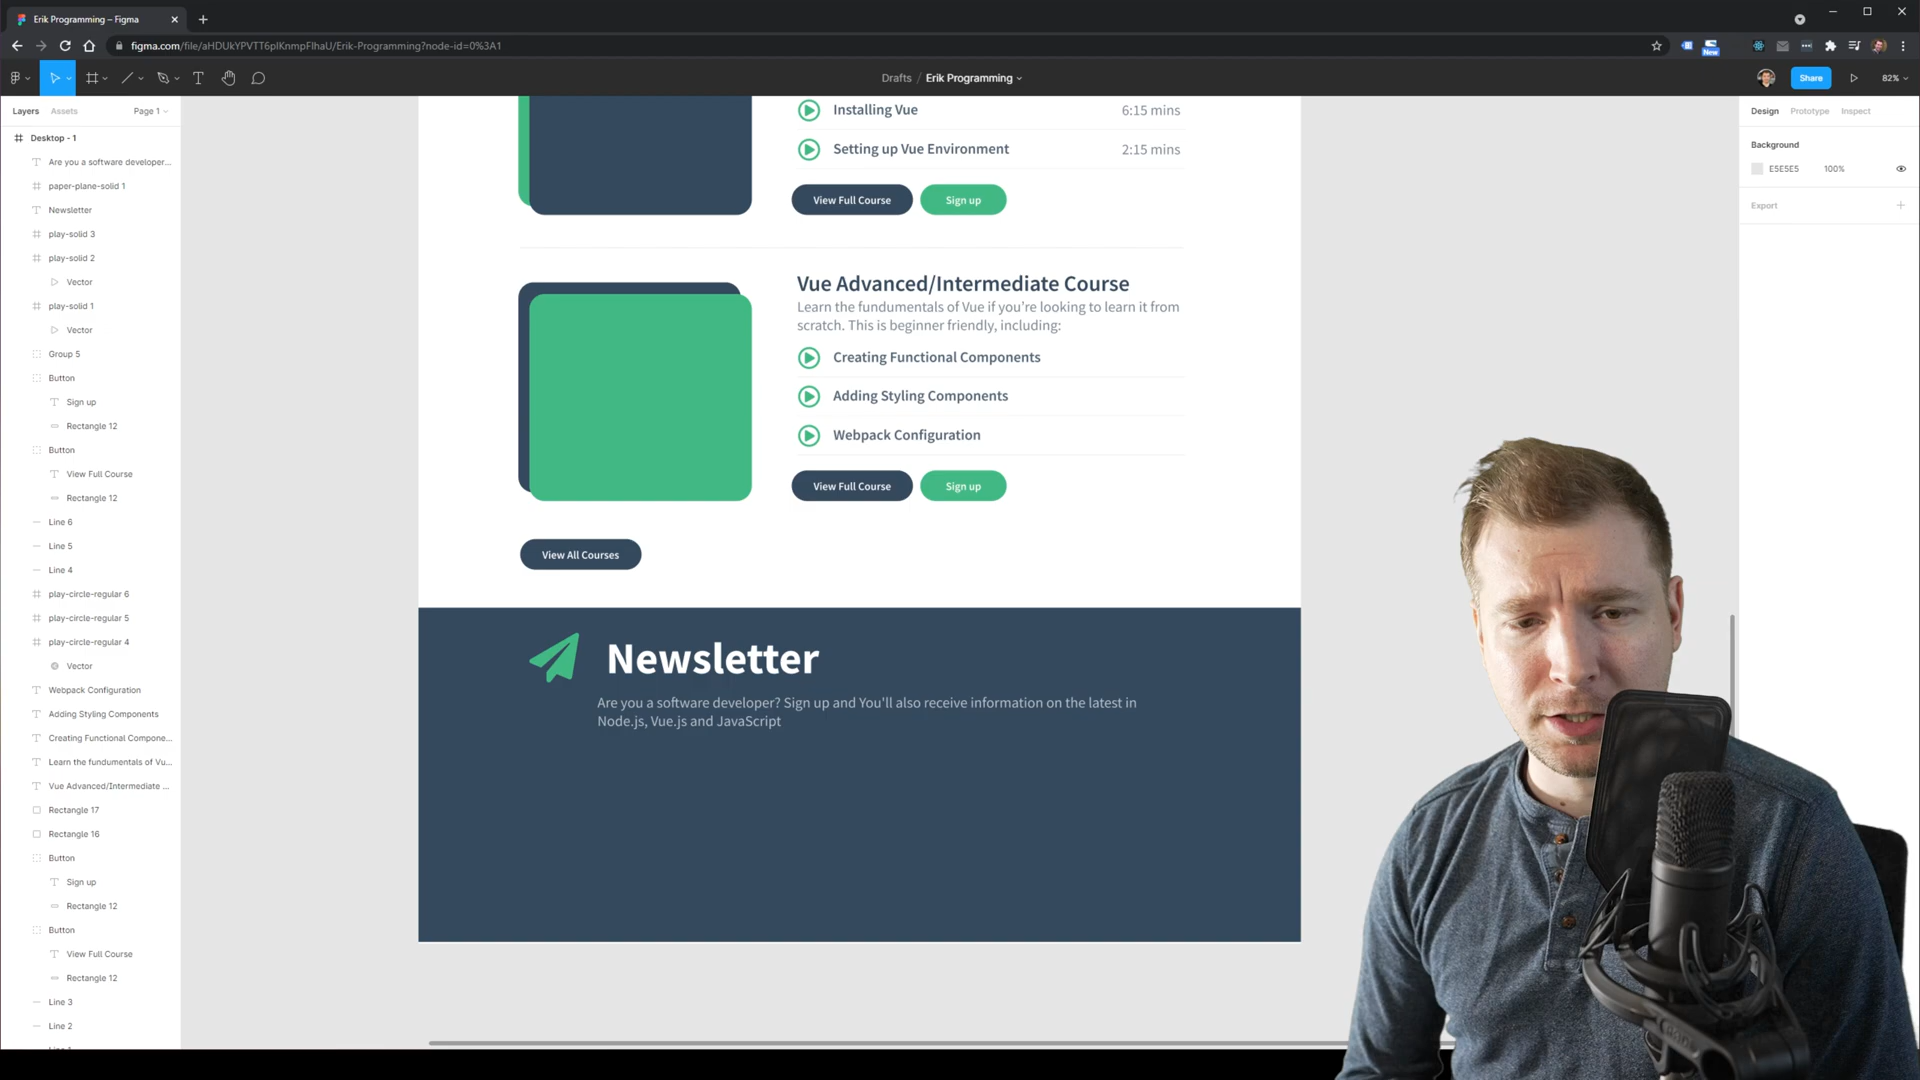 Erik Programming – Figma
figma.com/file/aHDUkYPVTT6pIKnmpFIhaU/Erik-Programming?node-id=0%3A1
New
Drafts / Erik Programming
Share
82%
Layers
Assets
Page 1
Design
Prototype
Inspect
Background
E5E5E5
100%
Export
Desktop - 1
Are you a software developer...
paper-plane-solid 1
Newsletter
play-solid 3
play-solid 2
Vector
play-solid 1
Vector
Group 5
Button
Sign up
Rectangle 12
Button
View Full Course
Rectangle 12
Line 6
Line 5
Line 4
play-circle-regular 6
play-circle-regular 5
play-circle-regular 4
Vector
Webpack Configuration
Adding Styling Components
Creating Functional Compone...
Learn the fundumentals of Vu...
Vue Advanced/Intermediate ...
Rectangle 17
Rectangle 16
Button
Sign up
Rectangle 12
Button
View Full Course
Rectangle 12
Line 3
Line 2
Installing Vue
6:15 mins
Setting up Vue Environment
2:15 mins
View Full Course
Sign up
Vue Advanced/Intermediate Course
Learn the fundumentals of Vue if you're looking to learn it from
scratch. This is beginner friendly, including:
Creating Functional Components
Adding Styling Components
Webpack Configuration
View Full Course
Sign up
View All Courses
Newsletter
Are you a software developer? Sign up and You'll also receive information on the latest in
Node.js, Vue.js and JavaScript